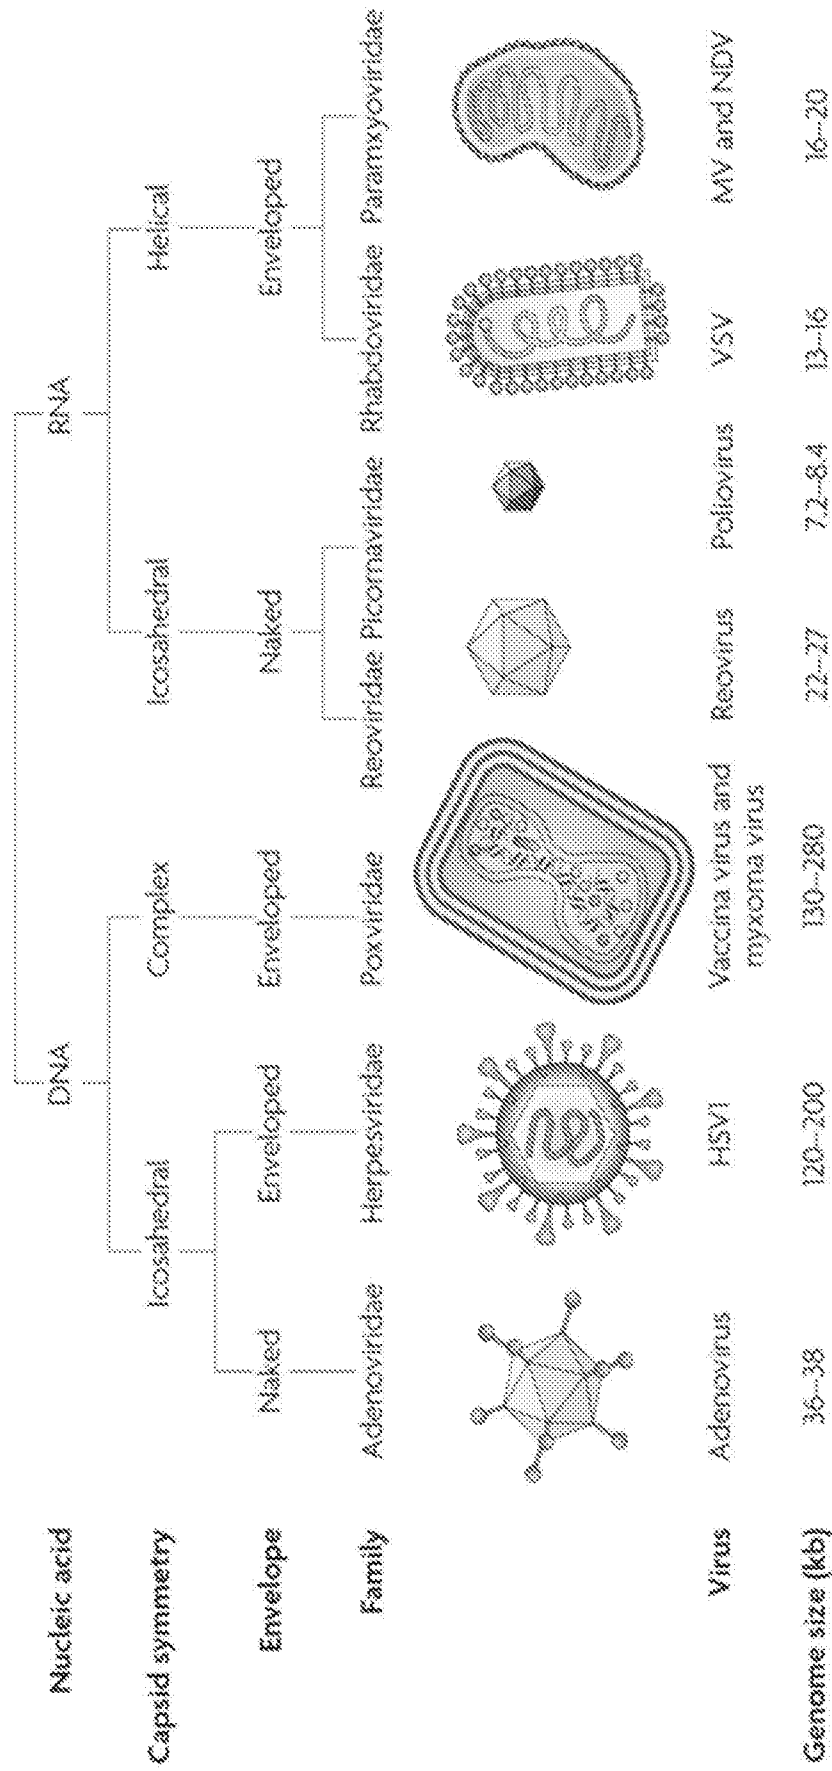 Nucleic acid
DNA
RNA
Capsid symmetry
Icosahedral
Complex
Icosahedral
Helical
Envelope
Naked
Enveloped
Enveloped
Naked
Enveloped
Family
Adenoviridae
Herpesviridae
Poxviridae
Reoviridae
Picornaviridae
Rhabdoviridae
Paramxyoviridae
Virus
Adenovirus
HSV1
Vaccina virus and
myxoma virus
Reovirus
Poliovirus
VSV
MV and NDV
Genome size (kb)
36–38
120–200
130–280
22–27
7.2–8.4
13–16
16–20